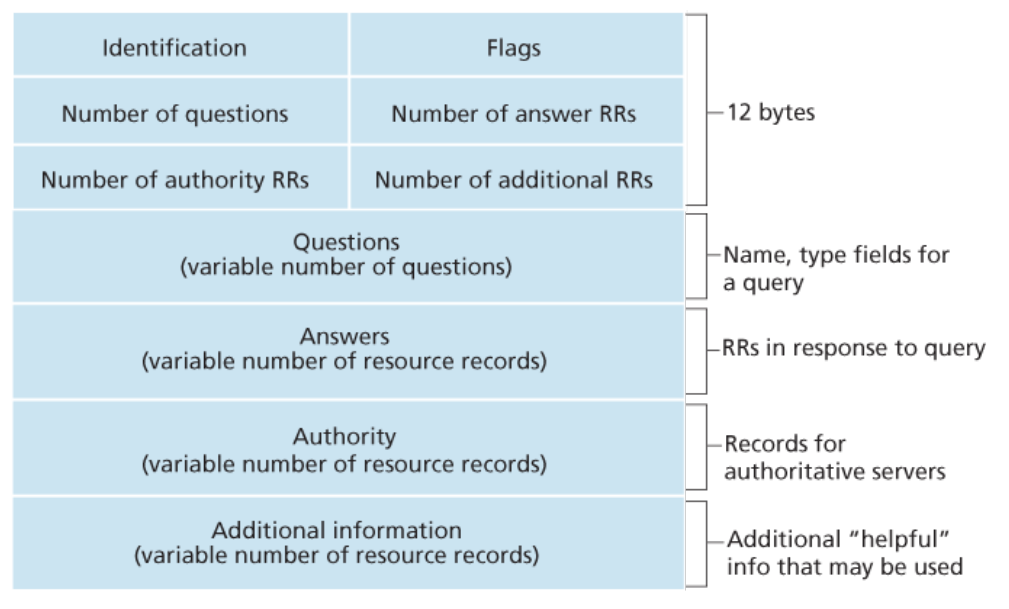 Identification
Flags
Number of questions
Number of answer RRs
12 bytes
Number of authority RRs
Number of additional RRs
Questions
(variable number of questions)
Name, type fields for
a query
Answers
(variable number of resource records)
RRs in response to query
Authority
(variable number of resource records)
Records for
authoritative servers
Additional information
(variable number of resource records)
Additional “helpful”
info that may be used